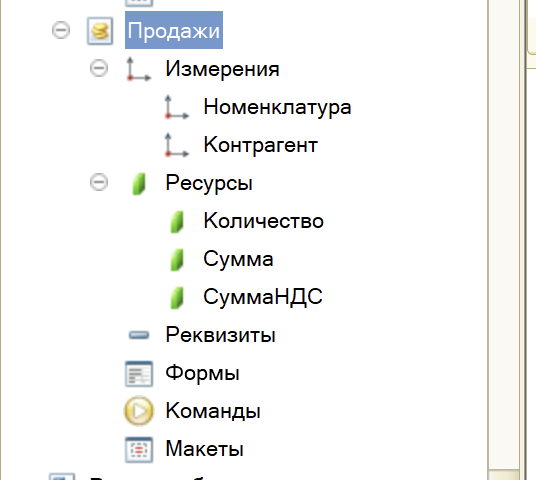 Продажи
Измерения
Номенклатура
Контрагент
Ресурсы
Количество
Сумма
СуммаНДС
Реквизиты
Формы
Команды
Макеты